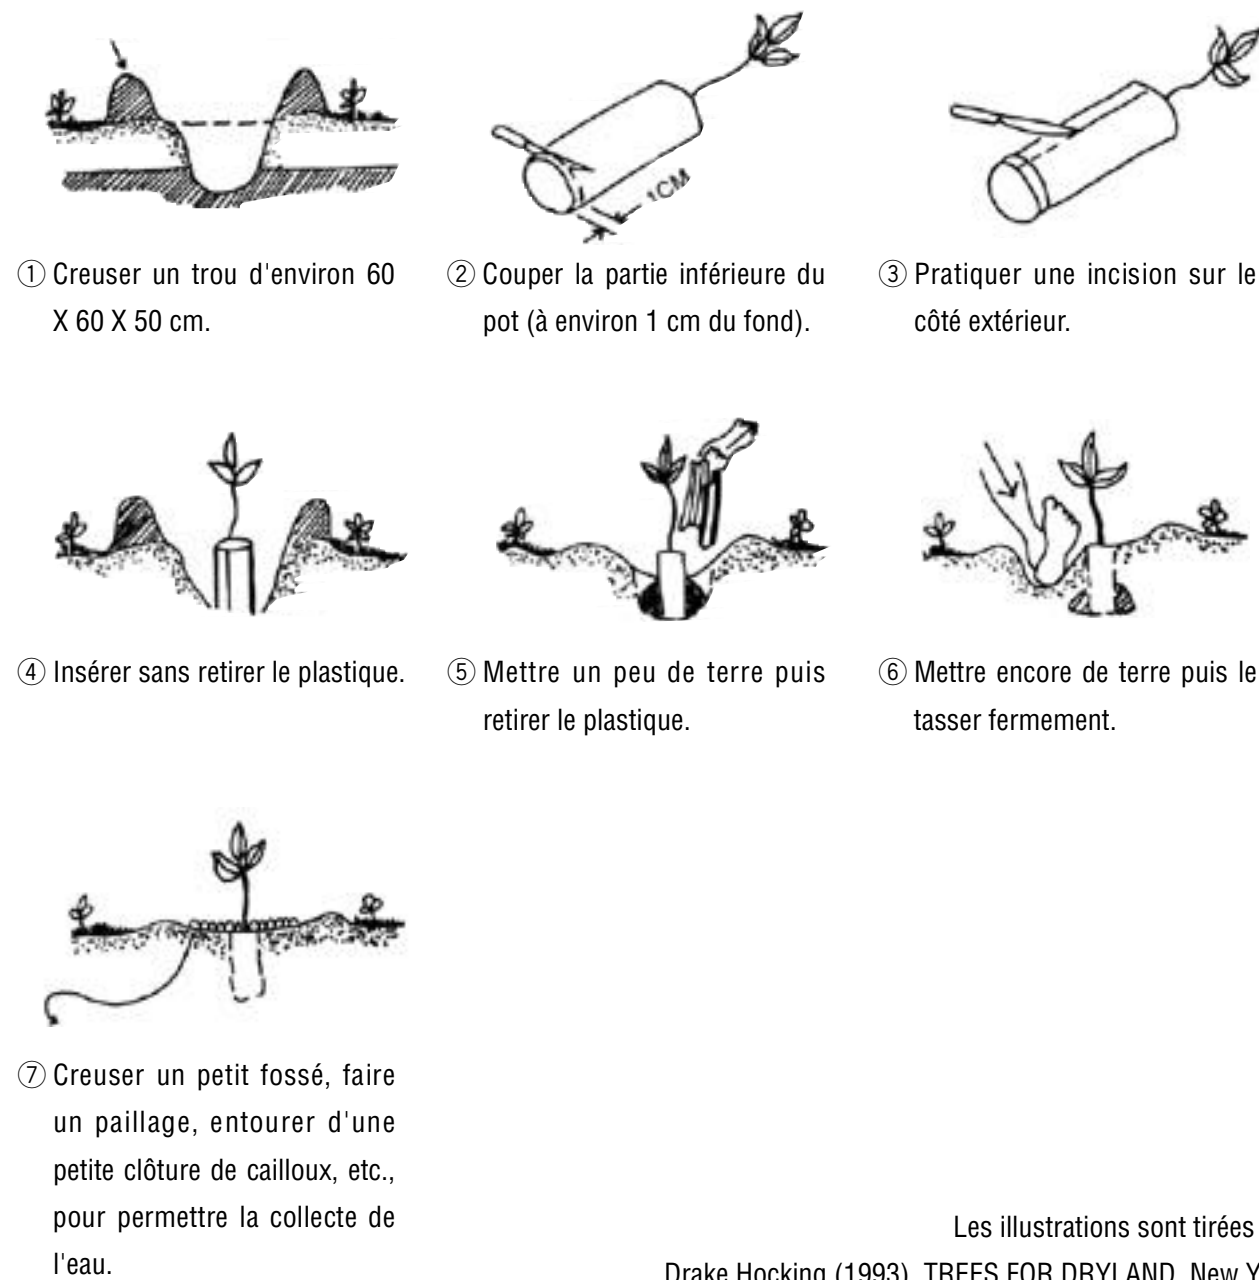 1CM
① Creuser un trou d'environ 60
X 60 X 50 cm.
② Couper la partie inférieure du
pot (à environ 1 cm du fond).
③ Pratiquer une incision sur le
côté extérieur.
④ Insérer sans retirer le plastique.
⑤ Mettre un peu de terre puis
retirer le plastique.
⑥ Mettre encore de terre puis le
tasser fermement.
⑦ Creuser un petit fossé, faire
un paillage, entourer d'une
petite clôture de cailloux, etc.,
pour permettre la collecte de
l'eau.
Les illustrations sont tirées
Drake Hocking (1993), TREES FOR DRYLAND, New Y